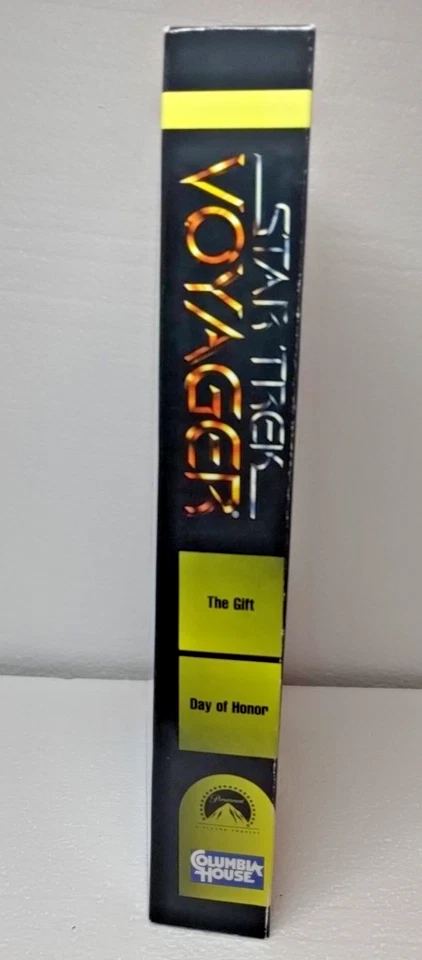 STAR TREK
VOYAGER
The Gift
Day of Honor
Paramount
COLUMBIA
HOUSE